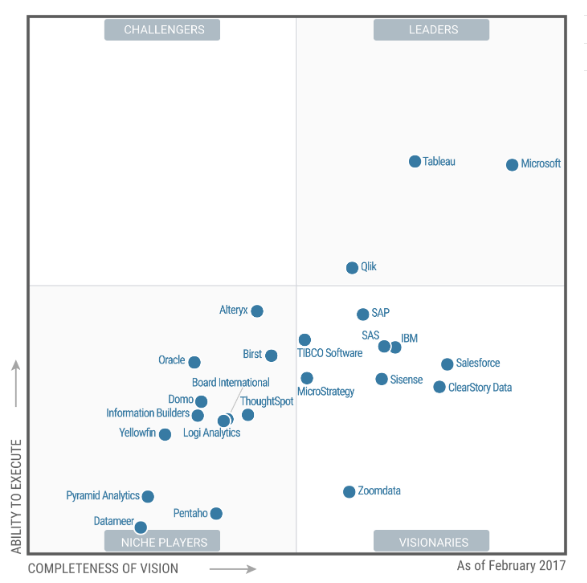 CHALLENGERS
LEADERS
Tableau
Microsoft
Qlik
Alteryx
SAP
SAS
IBM
TIBCO Software
Birst
Oracle
Salesforce
Board International
MicroStrategy
Sisense
ClearStory Data
Domo
ThoughtSpot
Information Builders
Yellowfin
Logi Analytics
Pyramid Analytics
Zoomdata
Pentaho
Datameer
NICHE PLAYERS
VISIONARIES
ABILITY TO EXECUTE
COMPLETENESS OF VISION
As of February 2017